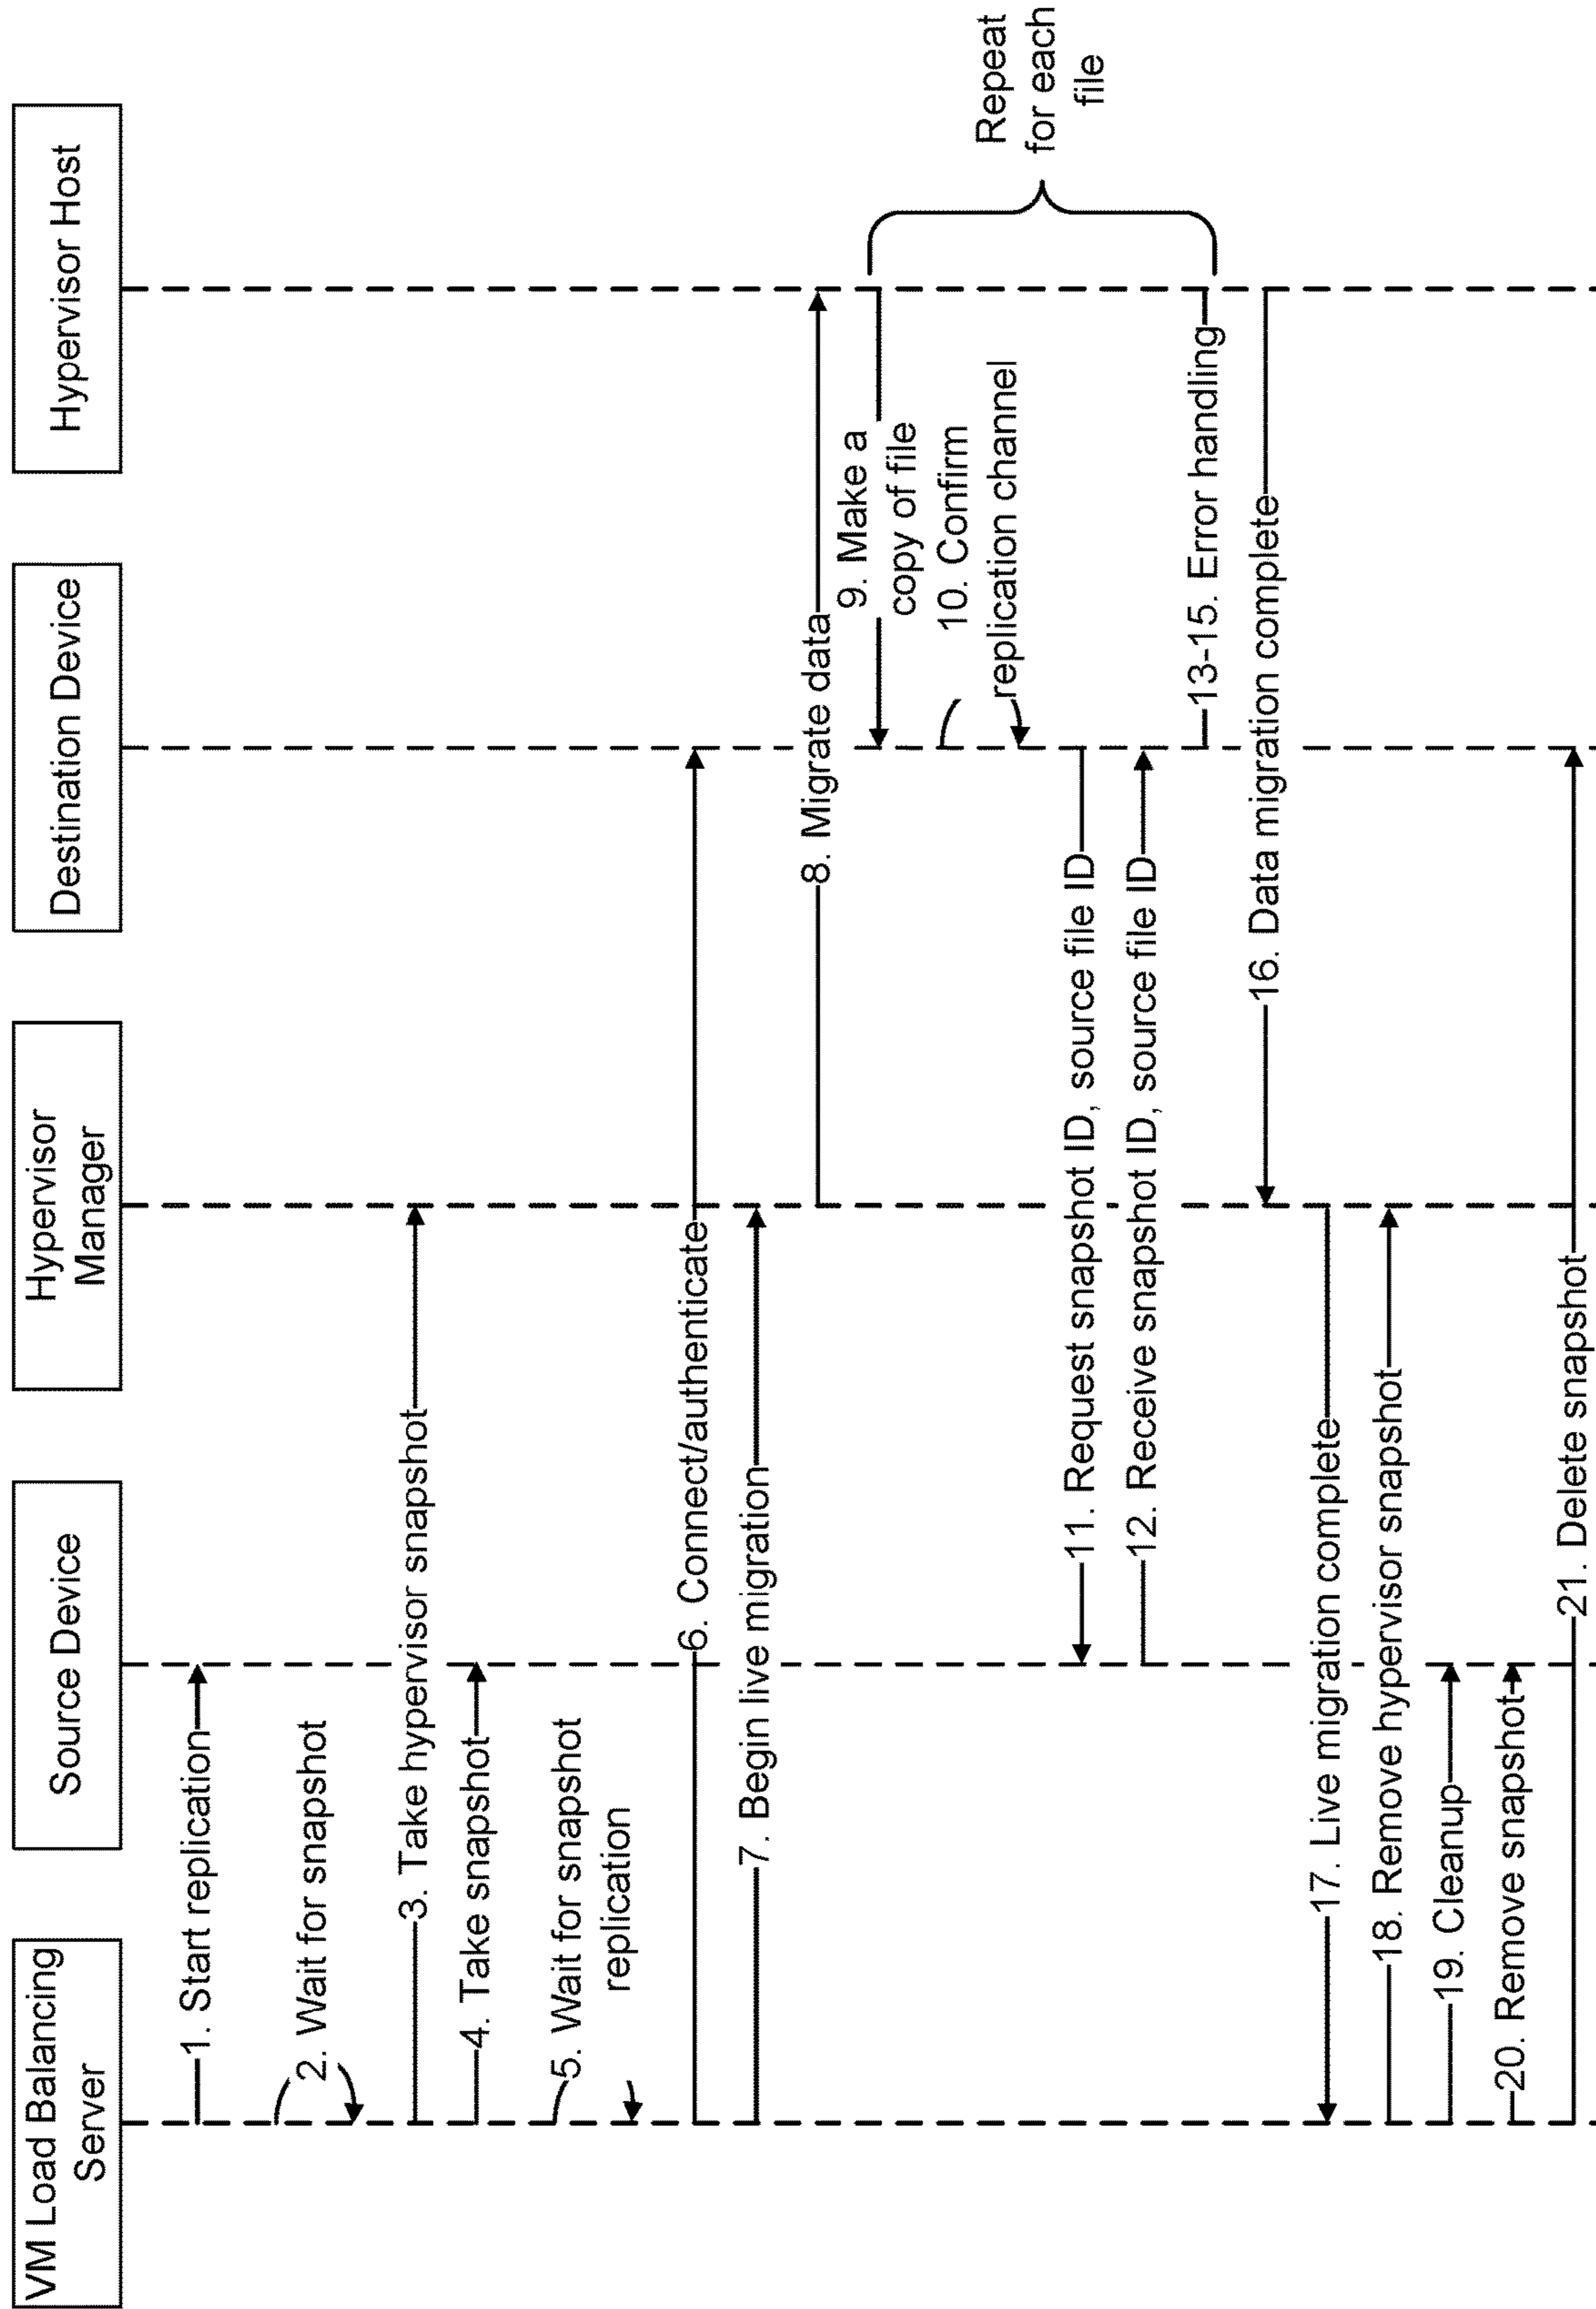 VM Load Balancing
Server
Source Device
Hypervisor
Manager
Destination Device
Hypervisor Host
1. Start replication
2. Wait for snapshot
3. Take hypervisor snapshot
4. Take snapshot
5. Wait for snapshot
replication
6. Connect/authenticate
7. Begin live migration
8. Migrate data
9. Make a
copy of file
10. Confirm
replication channel
Repeat
for each
file
11. Request snapshot ID, source file ID
12. Receive snapshot ID, source file ID
13-15. Error handling
16. Data migration complete
17. Live migration complete
18. Remove hypervisor snapshot
19. Cleanup
20. Remove snapshot
21. Delete snapshot